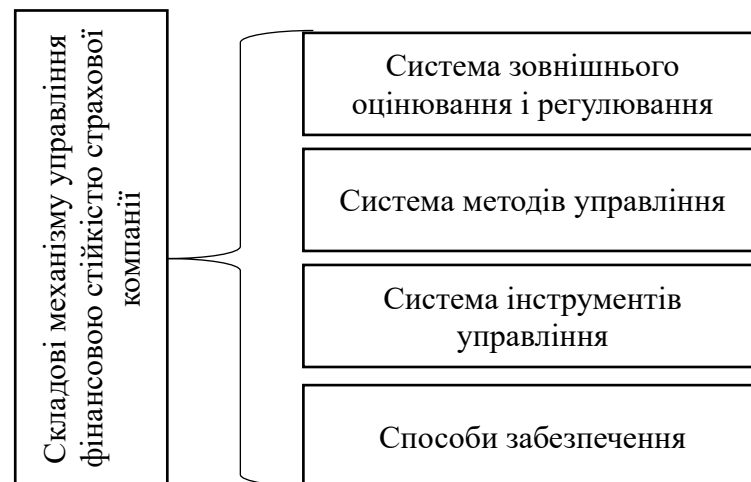 Складові механізму управління
фінансовою стійкістю страхової
компанії
Система зовнішнього
оцінювання і регулювання
Система методів управління
Система інструментів
управління
Способи забезпечення